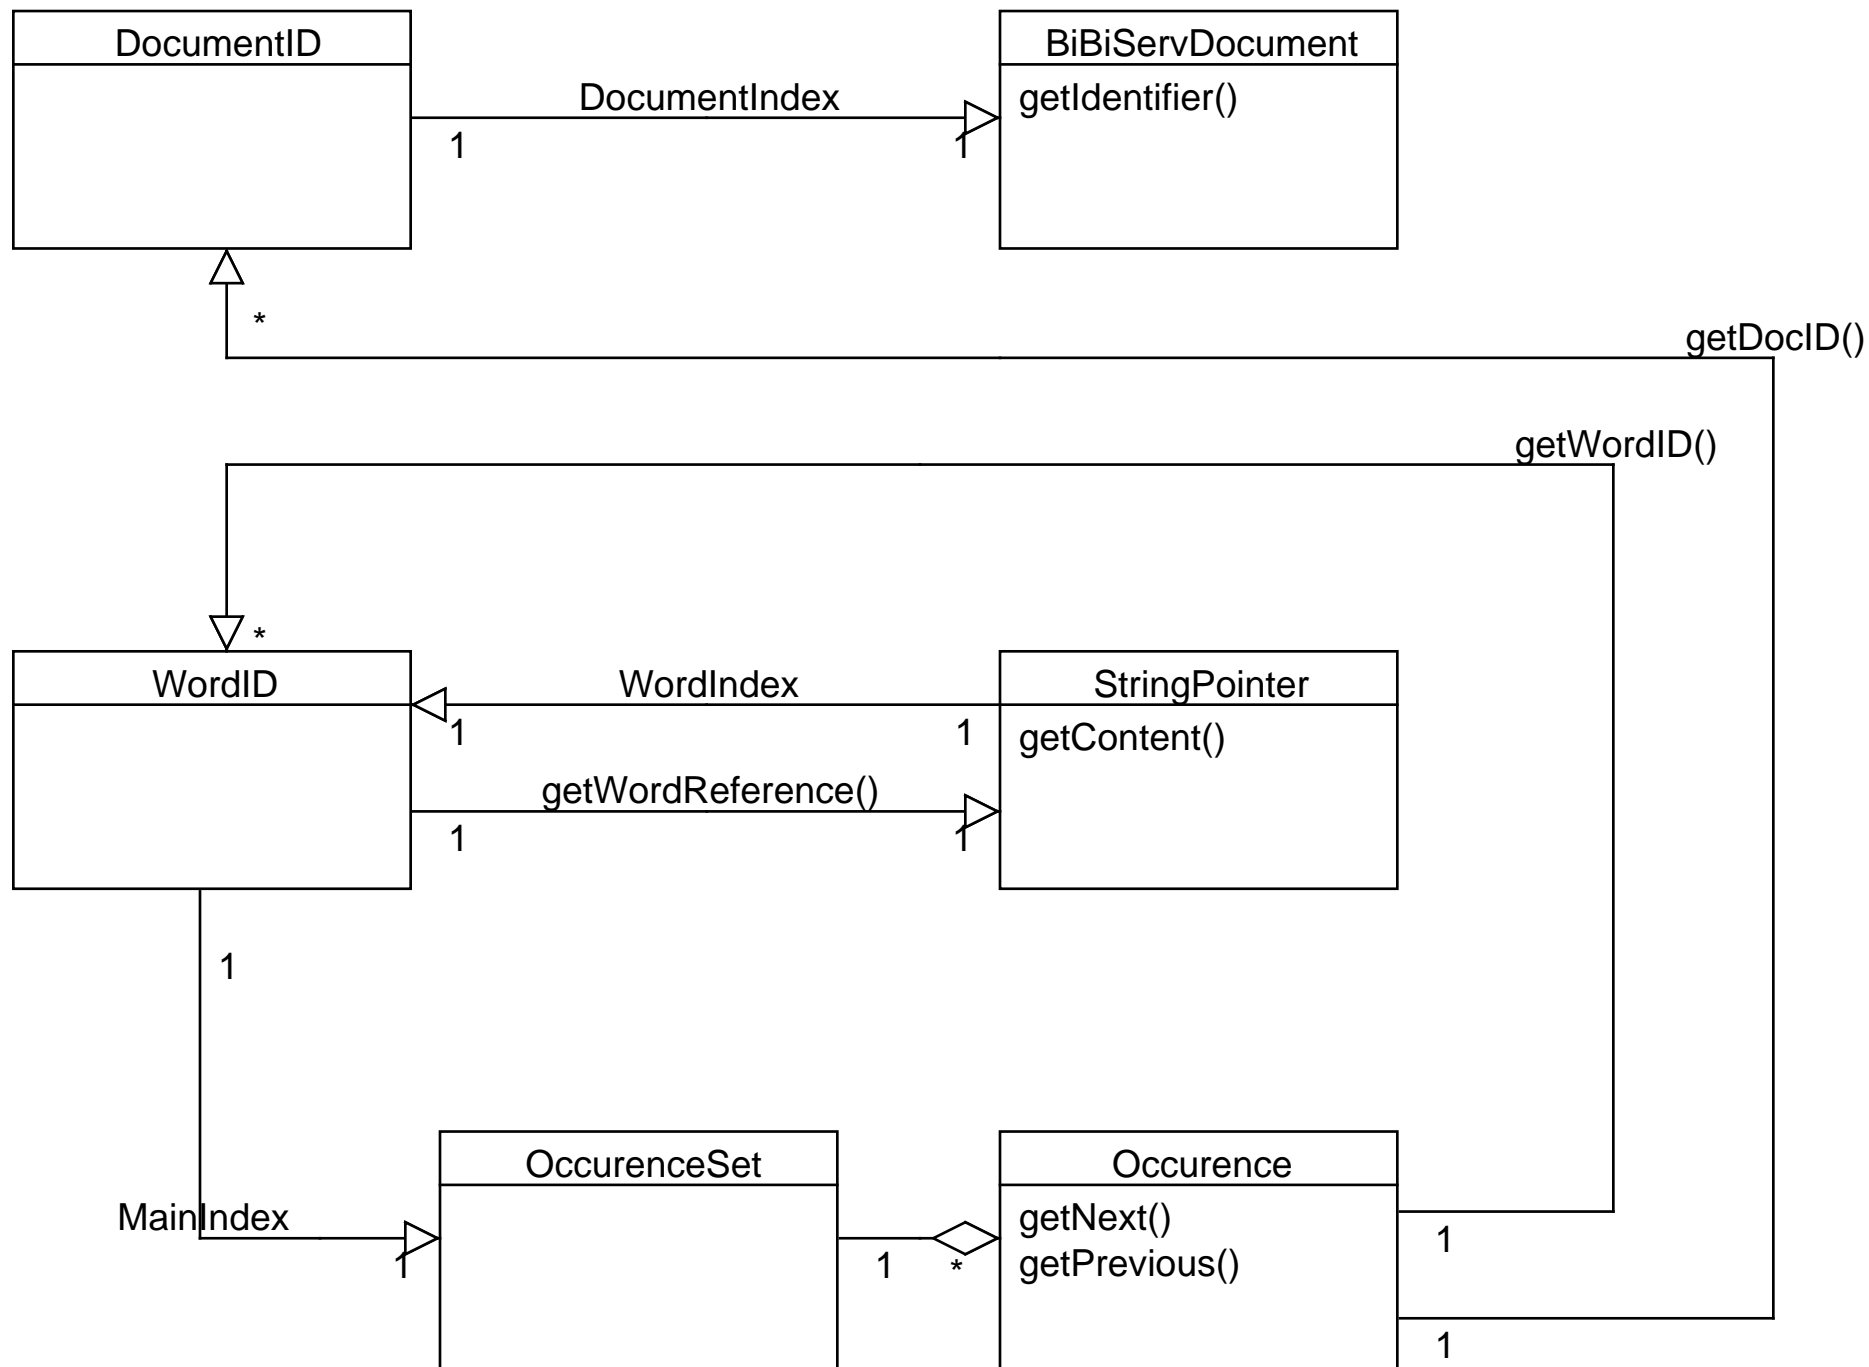 DocumentID
BiBiServDocument
DocumentIndex
getIdentifier()
1
1
*
getDocID()
getWordID()
*
WordID
WordIndex
StringPointer
1
1
getContent()
getWordReference()
1
1
1
OccurenceSet
Occurence
MainIndex
getNext()
1
1
*
getPrevious()
1
1